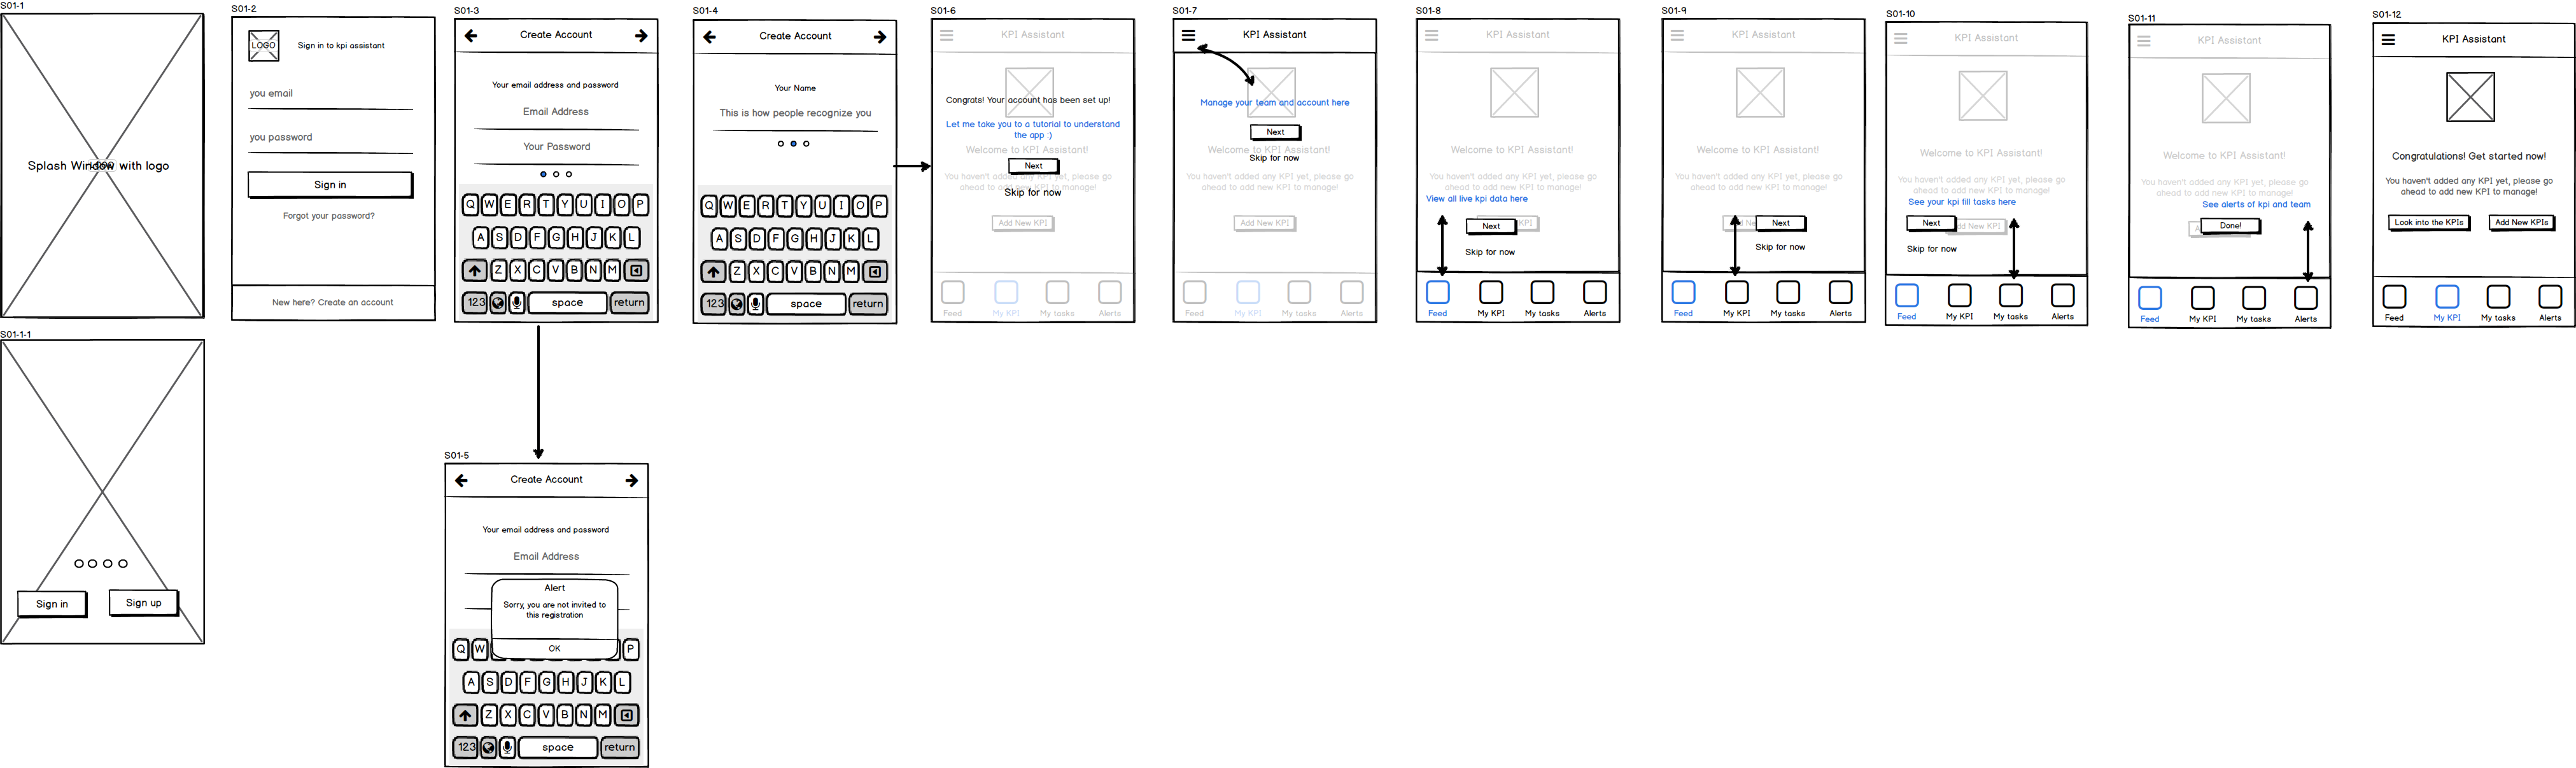 S01-1
Splash Window with logo
S01-2
LOGO
Sign in to kpi assistant
you email
you password
Sign in
Forgot your password?
New here? Create an account
S01-3
Create Account
Your email address and password
Email Address
Your Password
Q W E R T Y U I O P
A S D F G H J K L
Z X C V B N M
123 space return
S01-4
Create Account
Your Name
This is how people recognize you
Q W E R T Y U I O P
A S D F G H J K L
Z X C V B N M
123 space return
S01-6
KPI Assistant
Congrats! Your account has been set up!
Let me take you to a tutorial to understand
the app :)
Welcome to KPI Assistant!
Next
You haven't added any KPI yet, please go
ahead to add new KPI to manage!
Skip for now
Add New KPI
Feed My KPI My tasks Alerts
S01-7
KPI Assistant
Manage your team and account here
Next
Welcome to KPI Assistant!
Skip for now
You haven't added any KPI yet, please go
ahead to add new KPI to manage!
Add New KPI
Feed My KPI My tasks Alerts
S01-8
KPI Assistant
Welcome to KPI Assistant!
You haven't added any KPI yet, please go
ahead to add new KPI to manage!
View all live kpi data here
Next KPI
Skip for now
Feed My KPI My tasks Alerts
S01-9
KPI Assistant
Welcome to KPI Assistant!
You haven't added any KPI yet, please go
ahead to add new KPI to manage!
Next
Skip for now
Feed My KPI My tasks Alerts
S01-10
KPI Assistant
Welcome to KPI Assistant!
You haven't added any KPI yet, please go
ahead to add new KPI to manage!
See your kpi fill tasks here
Next dd New KPI
Skip for now
Feed My KPI My tasks Alerts
S01-11
KPI Assistant
Welcome to KPI Assistant!
You haven't added any KPI yet, please go
ahead to add new KPI to manage!
See alerts of kpi and team
A Done!
Feed My KPI My tasks Alerts
S01-12
KPI Assistant
Congratulations! Get started now!
You haven't added any KPI yet, please go
ahead to add new KPI to manage!
Look into the KPIs Add New KPIs
Feed My KPI My tasks Alerts
S01-1-1
Sign in Sign up
S01-5
Create Account
Your email address and password
Email Address
Alert
Sorry, you are not invited to
this registration
OK
Q W P
A S D F G H J K L
Z X C V B N M
123 space return